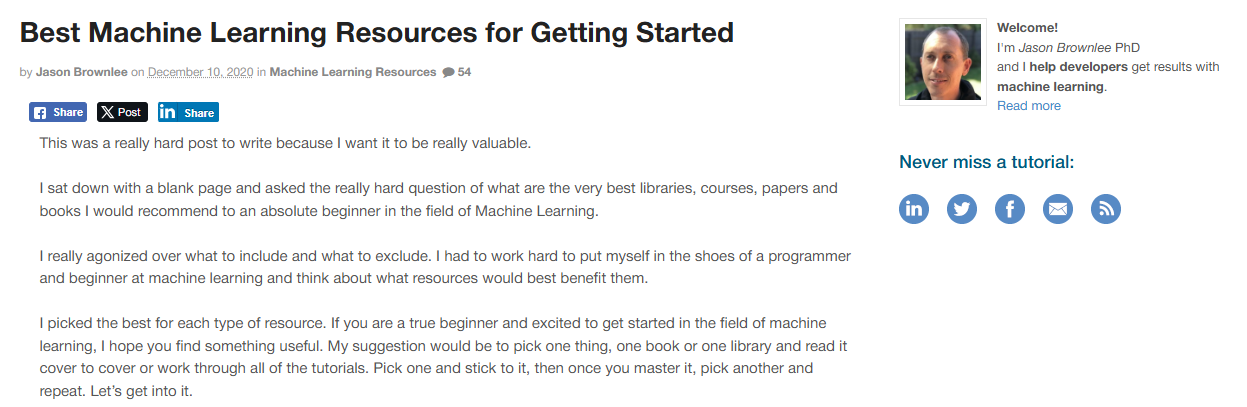 Best Machine Learning Resources for Getting Started
by Jason Brownlee on December 10, 2020 in Machine Learning Resources 54
Share Post Share
This was a really hard post to write because I want it to be really valuable.
I sat down with a blank page and asked the really hard question of what are the very best libraries, courses, papers and
books I would recommend to an absolute beginner in the field of Machine Learning.
I really agonized over what to include and what to exclude. I had to work hard to put myself in the shoes of a programmer
and beginner at machine learning and think about what resources would best benefit them.
I picked the best for each type of resource. If you are a true beginner and excited to get started in the field of machine
learning, I hope you find something useful. My suggestion would be to pick one thing, one book or one library and read it
cover to cover or work through all of the tutorials. Pick one and stick to it, then once you master it, pick another and
repeat. Let's get into it.
Welcome!
I'm Jason Brownlee PhD
and I help developers get results with
machine learning.
Read more
Never miss a tutorial: